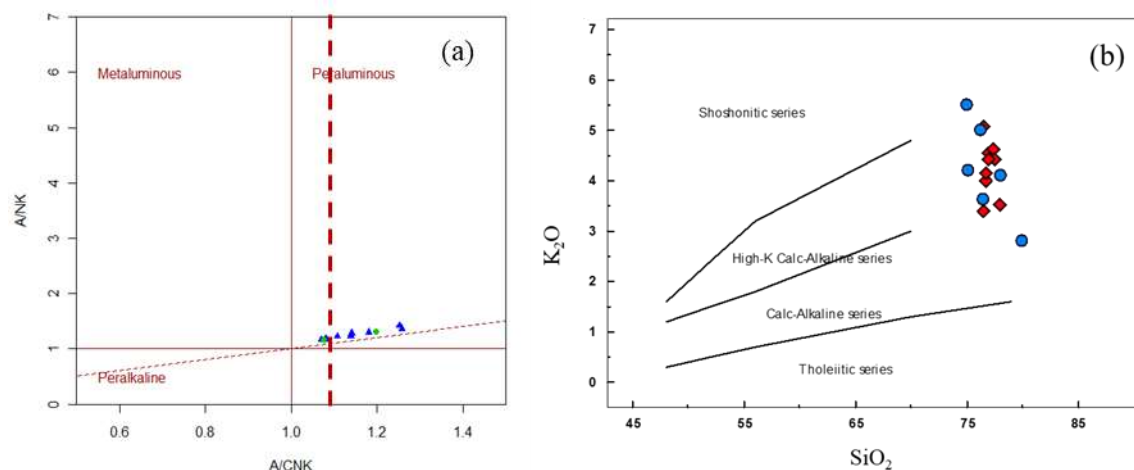 (a)
Metaluminous
Peraluminous
Peralkaline
A/NK
7
6
5
4
3
2
1
0
0.6 0.8 1.0 1.2 1.4
A/CNK
(b)
Shoshonitic series
High-K Calc-Alkaline series
Calc-Alkaline series
Tholeiitic series
K₂O
7
6
5
4
3
2
1
0
45 55 65 75 85
SiO₂